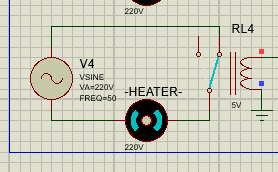 220V
RL4
V4
VSINE
VA=220V
FREQ=50
-HEATER-
5V
220V